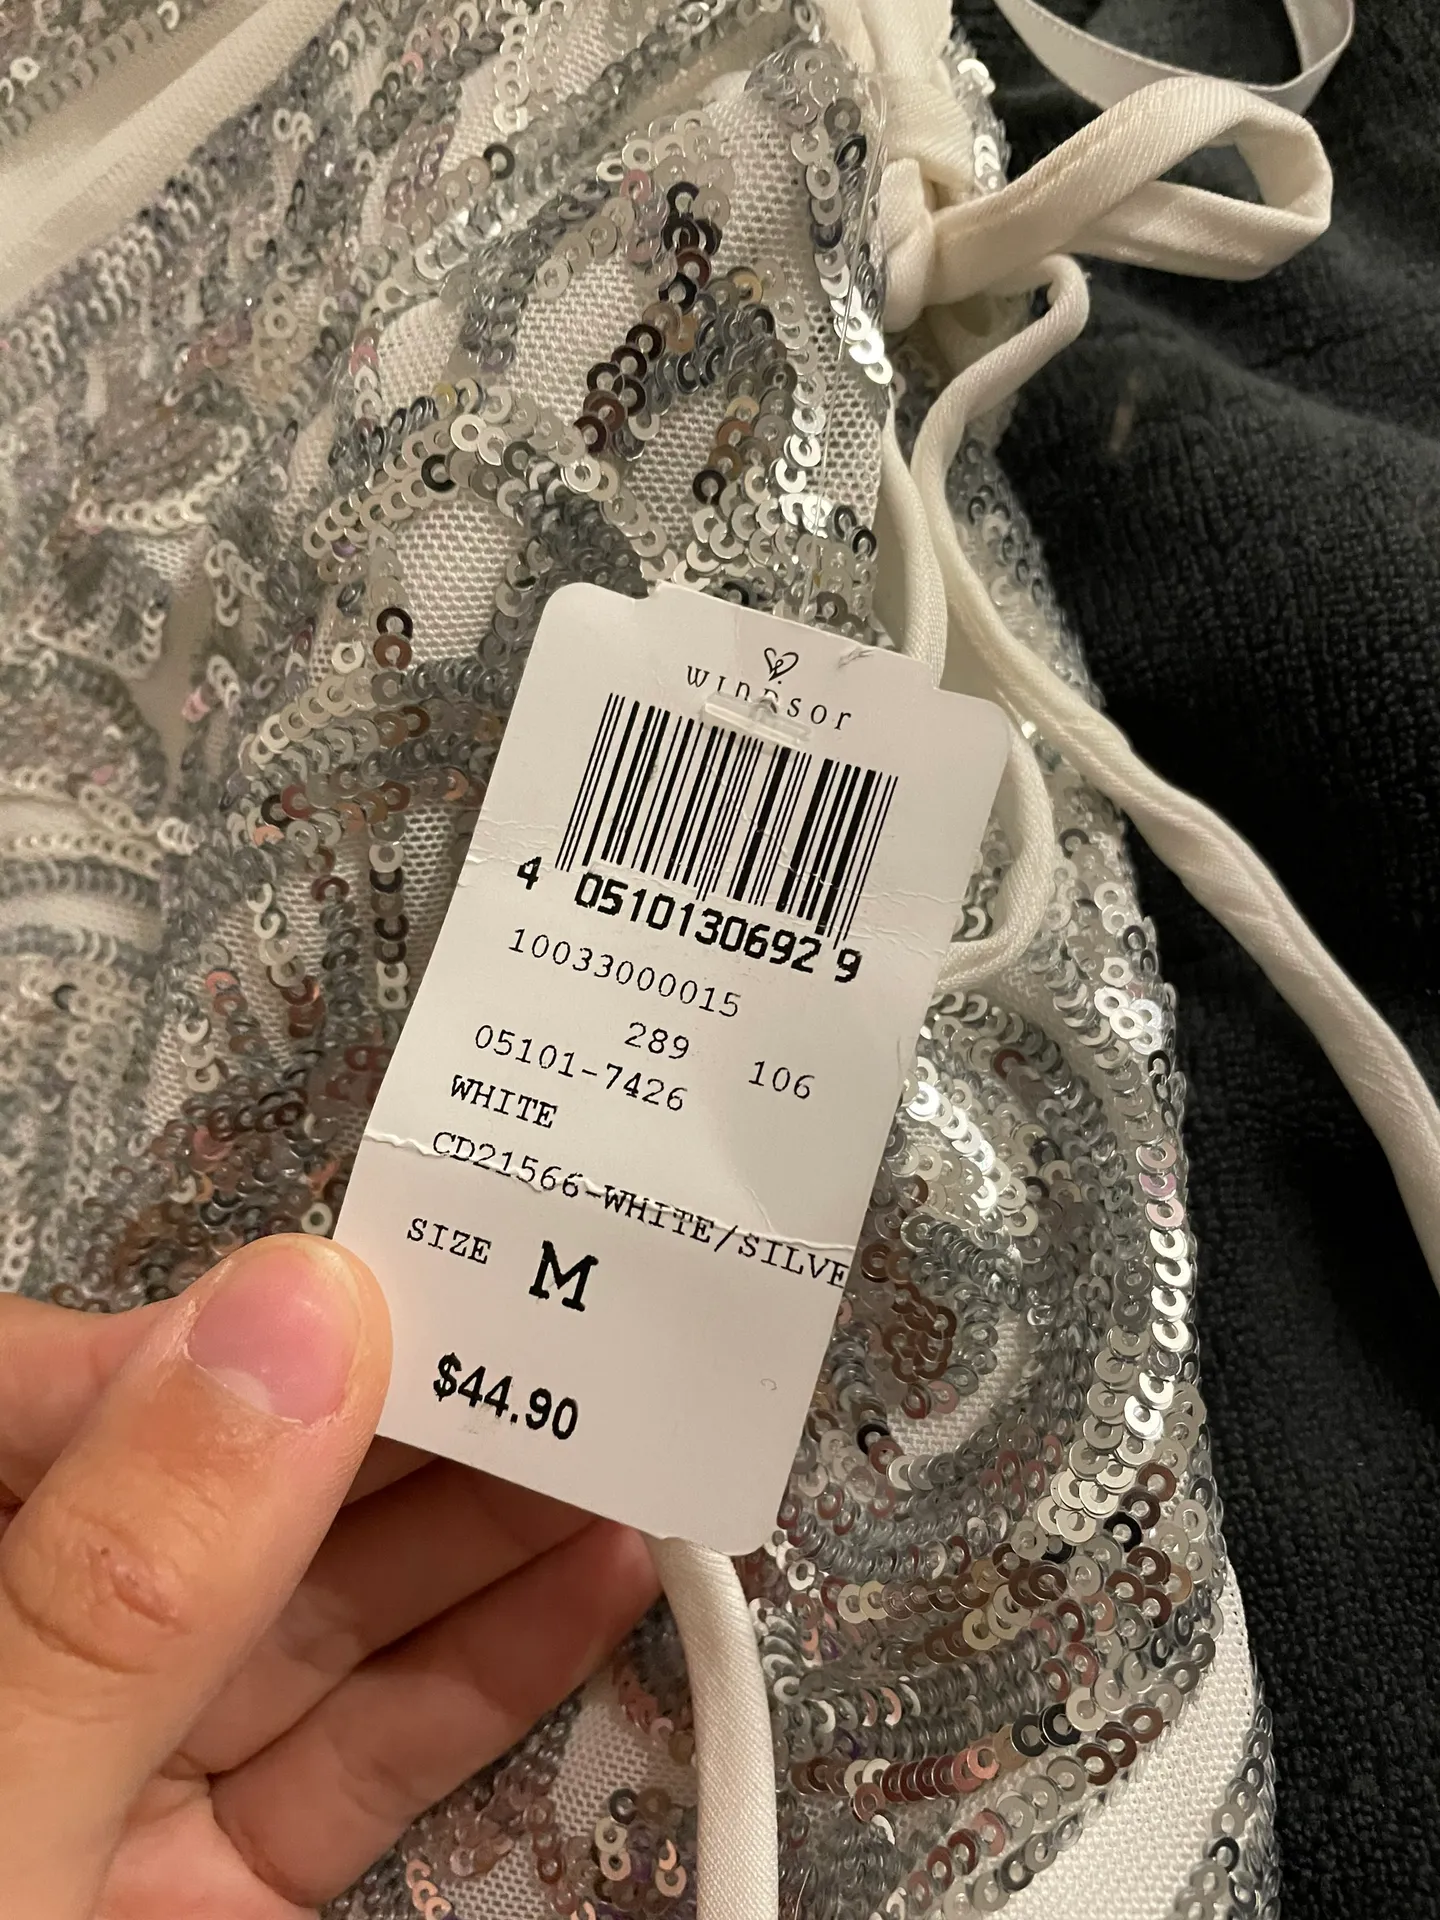 windsor
4 0510130692 9
10033000015
289 106
05101-7426
WHITE
CD21566-WHITE/SILVE
SIZE M
$44.90